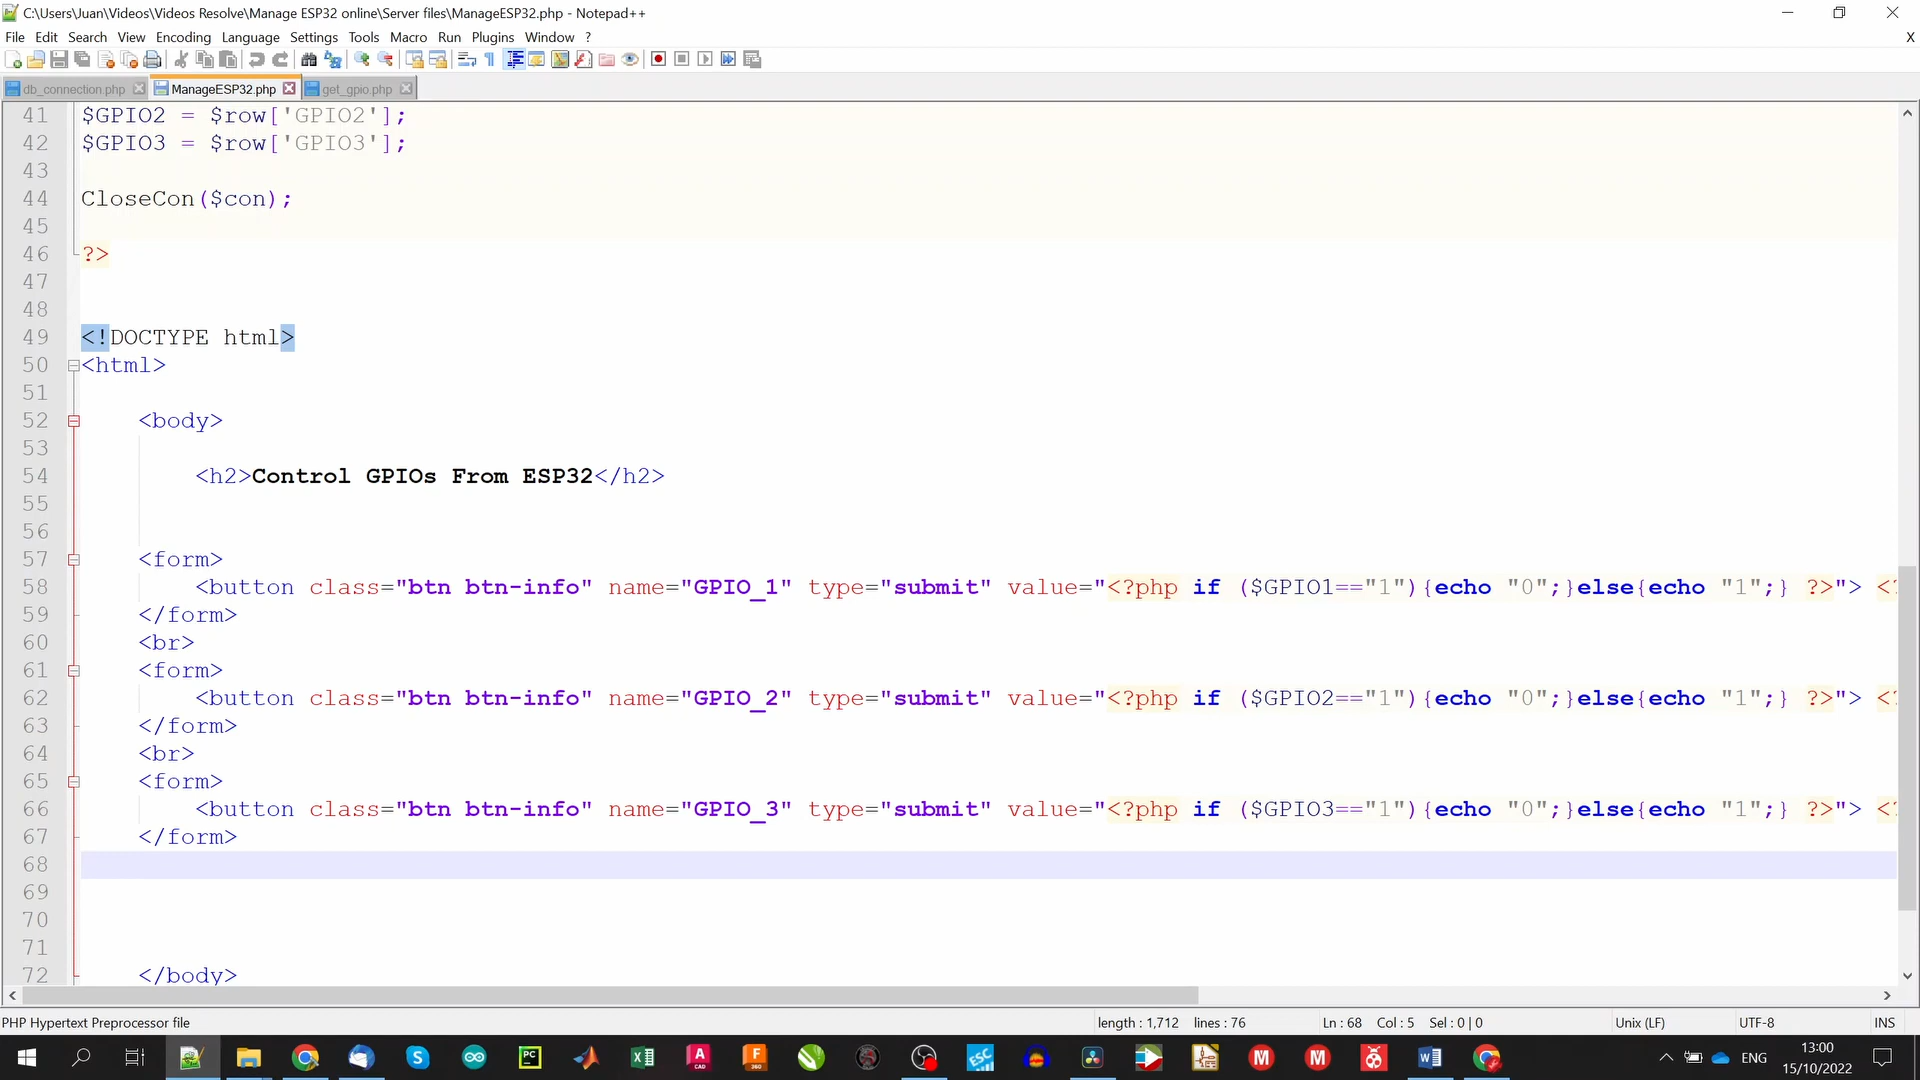 C:\Users\Juan\Videos\Videos Resolve\Manage ESP32 online\Server files\ManageESP32.php - Notepad++
File Edit Search View Encoding Language Settings Tools Macro Run Plugins Window ? X
db_connection.php ManageESP32.php get_gpio.php
41 $GPIO2 = $row['GPIO2'];
42 $GPIO3 = $row['GPIO3'];
43
44 CloseCon($con);
45
46 ?>
47
48
49 <!DOCTYPE html>
50 <html>
51
52 <body>
53
54 <h2>Control GPIOs From ESP32</h2>
55
56
57 <form>
58 <button class="btn btn-info" name="GPIO_1" type="submit" value="<?php if ($GPIO1=="1"){echo "0";}else{echo "1";} ?>"> <?
59 </form>
60 <br>
61 <form>
62 <button class="btn btn-info" name="GPIO_2" type="submit" value="<?php if ($GPIO2=="1"){echo "0";}else{echo "1";} ?>"> <?
63 </form>
64 <br>
65 <form>
66 <button class="btn btn-info" name="GPIO_3" type="submit" value="<?php if ($GPIO3=="1"){echo "0";}else{echo "1";} ?>"> <?
67 </form>
68
69
70
71
72 </body>
PHP Hypertext Preprocessor file length : 1,712 lines : 76 Ln : 68 Col : 5 Sel : 0 | 0 Unix (LF) UTF-8 INS
ENG 13:00
15/10/2022